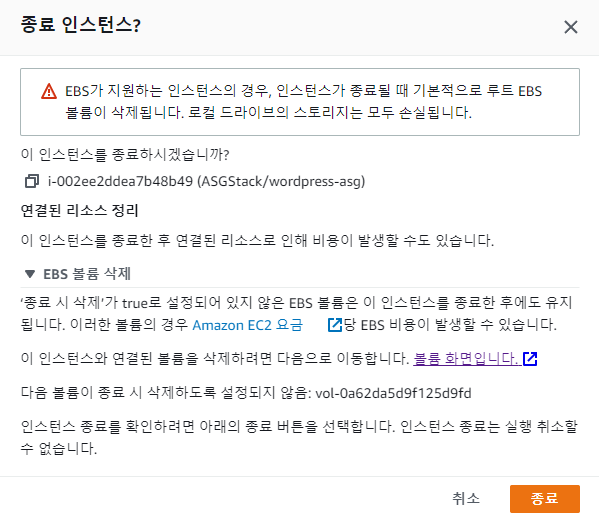 종료 인스턴스?
EBS가 지원하는 인스턴스의 경우, 인스턴스가 종료될 때 기본적으로 루트 EBS
볼륨이 삭제됩니다. 로컬 드라이브의 스토리지는 모두 손실됩니다.
이 인스턴스를 종료하시겠습니까?
i-002ee2ddea7b48b49 (ASGStack/wordpress-asg)
연결된 리소스 정리
이 인스턴스를 종료한 후 연결된 리소스로 인해 비용이 발생할 수도 있습니다.
EBS 볼륨 삭제
‘종료 시 삭제’가 true로 설정되어 있지 않은 EBS 볼륨은 이 인스턴스를 종료한 후에도 유지
됩니다. 이러한 볼륨의 경우 Amazon EC2 요금 당 EBS 비용이 발생할 수 있습니다.
이 인스턴스와 연결된 볼륨을 삭제하려면 다음으로 이동합니다. 볼륨 화면입니다.
다음 볼륨이 종료 시 삭제하도록 설정되지 않음: vol-0a62da5d9f125d9fd
인스턴스 종료를 확인하려면 아래의 종료 버튼을 선택합니다. 인스턴스 종료는 실행 취소할
수 없습니다.
취소 종료